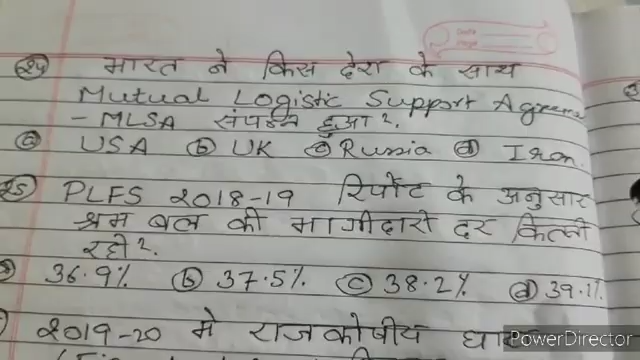 24 भारत ने किस देश के साथ
Mutual Logistic Support
- MLSA संपन्न हुआ?
ⓐ USA ⓑ UK ⓒ Russia ⓓ Iran
25 PLFS 2018-19 रिर्पोट के अनुसार
श्रम बल की भागीदारी दर कितनी
रही?
36.9% ⓑ 37.5% ⓒ 38.2% ⓓ 39.1%
2019-20 मे राजकोषीय
PowerDirector